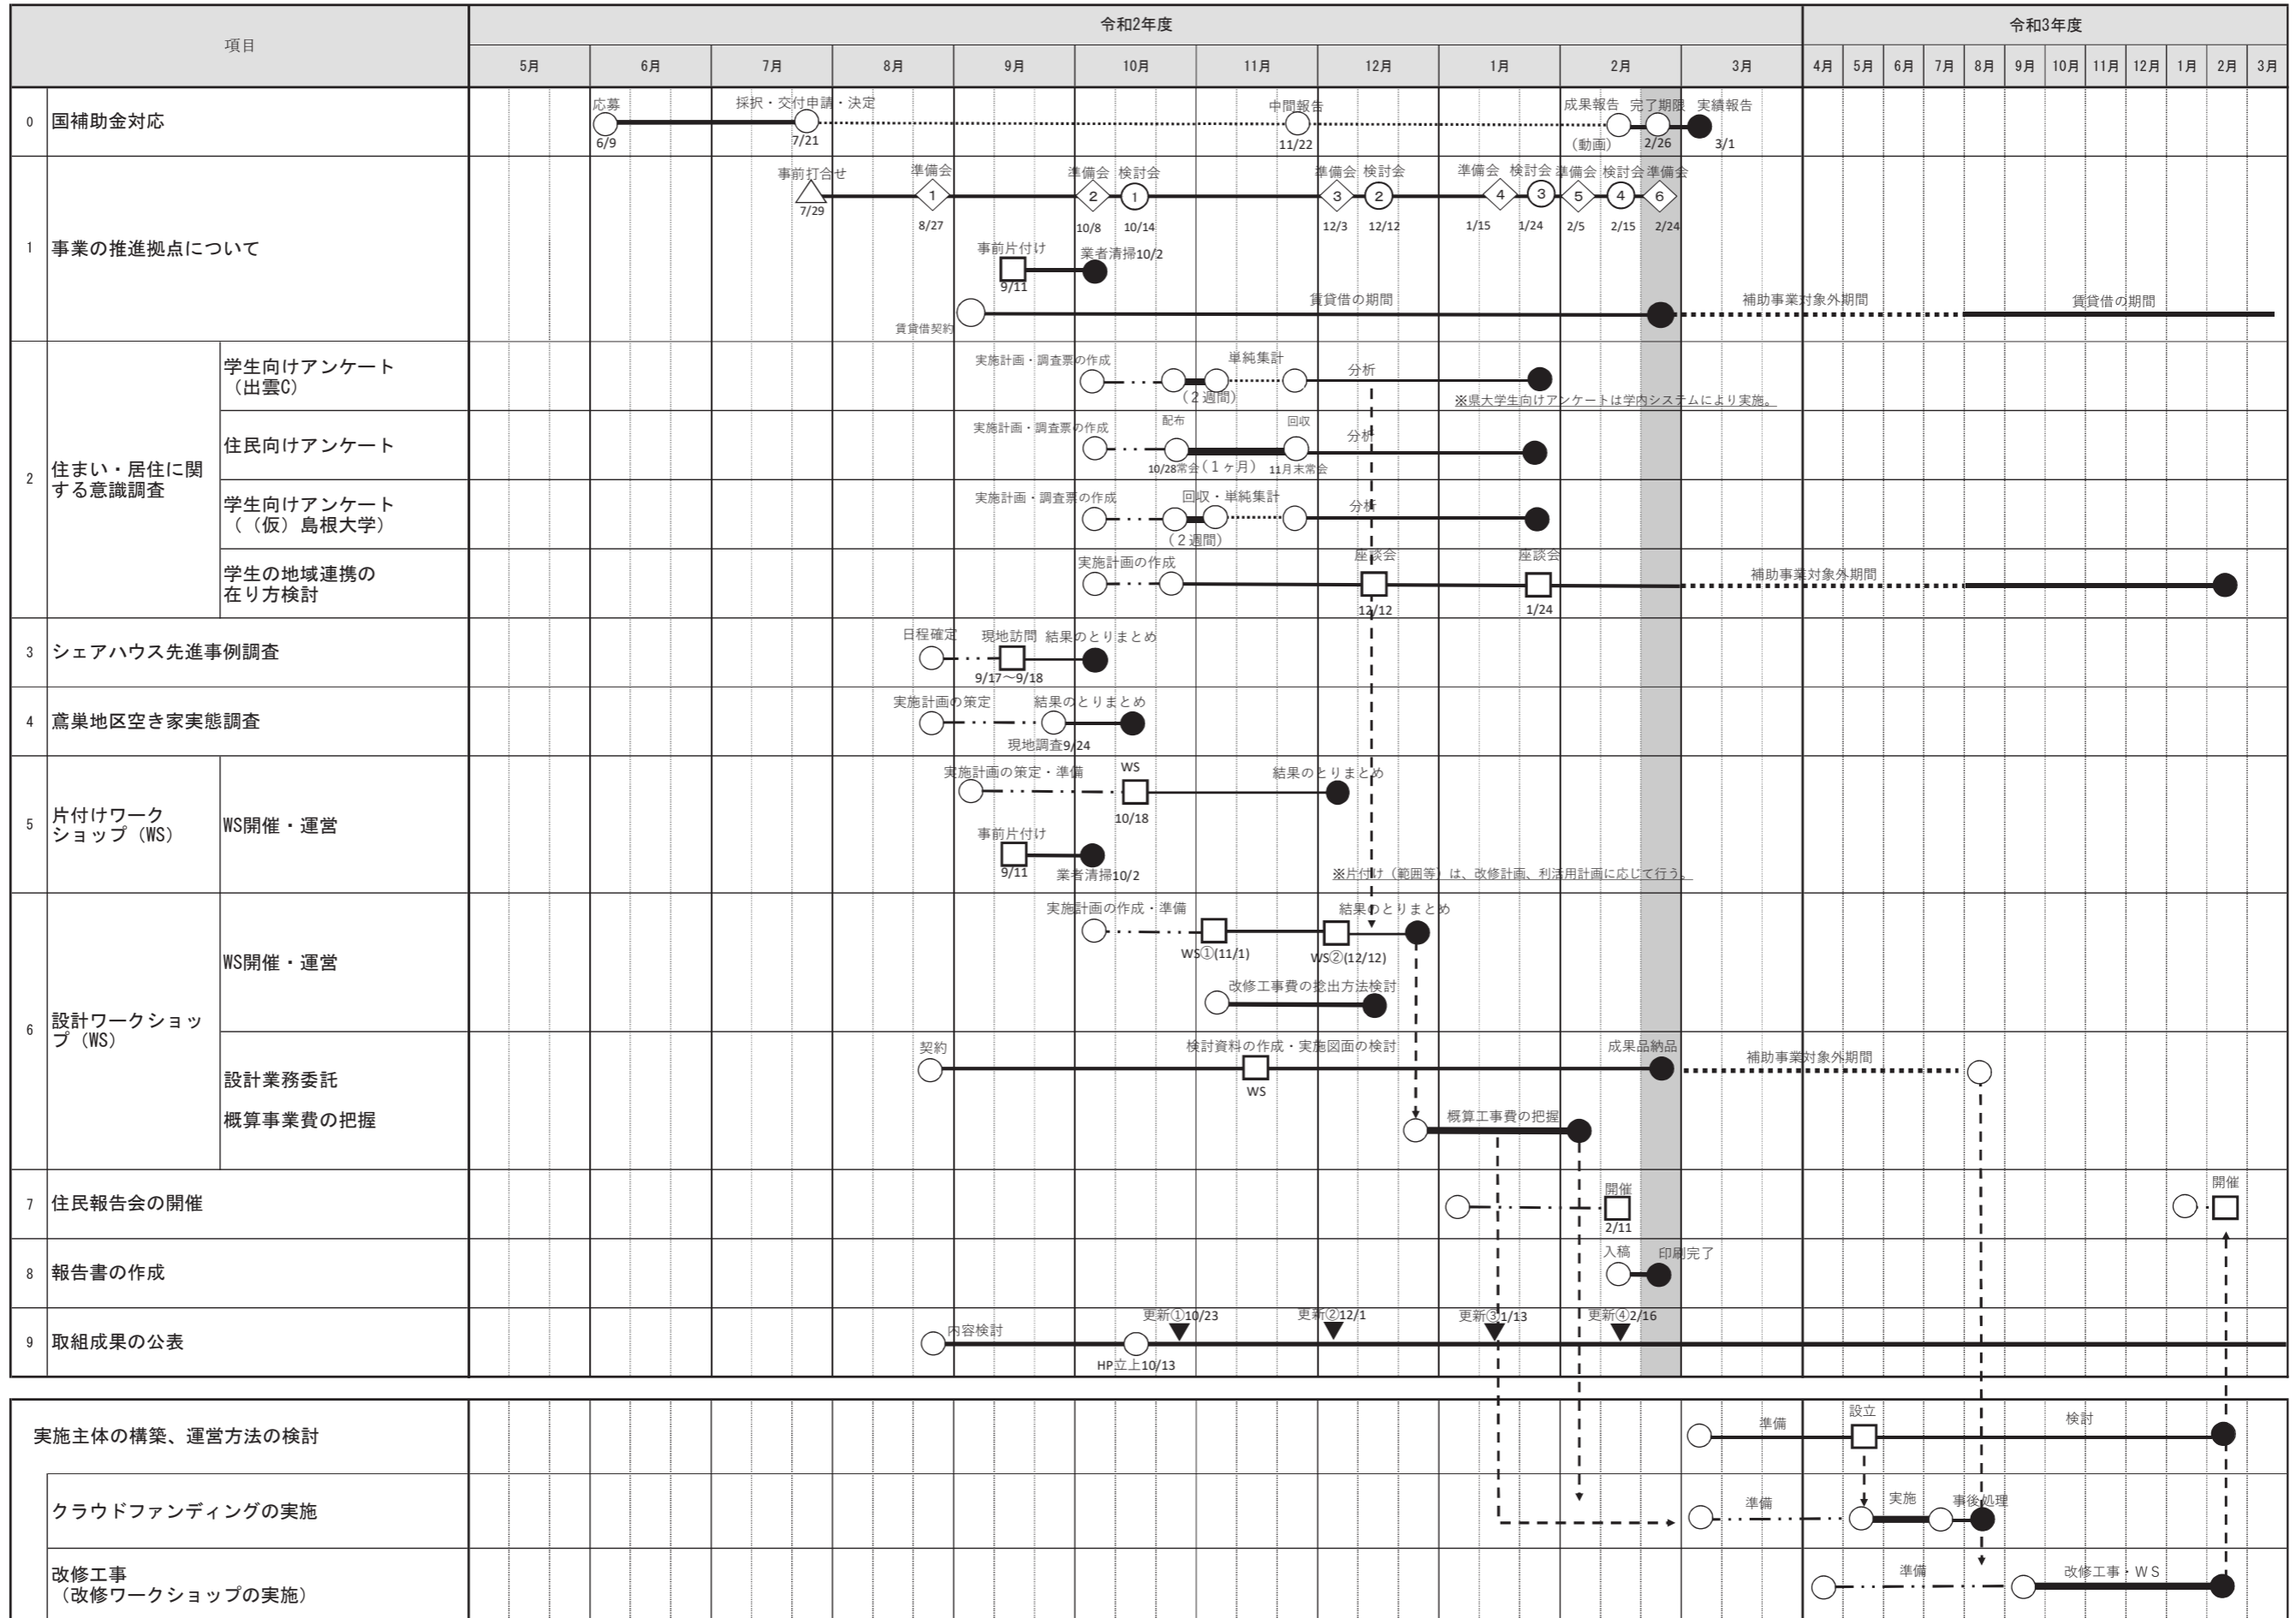 項目
令和2年度
令和3年度
5月 6月 7月 8月 9月 10月 11月 12月 1月 2月 3月 4月 5月 6月 7月 8月 9月 10月 11月 12月 1月 2月 3月
0 国補助金対応
応募 採択・交付申請・決定 中間報告 成果報告 完了期限 実績報告
6/9 7/21 11/22 (動画) 2/26 3/1
1 事業の推進拠点について
事前打合せ 準備会 準備会 検討会 準備会 検討会 準備会 検討会 準備会 検討会 準備会
1 2 1 3 2 4 3 5 4 6
7/29 8/27 10/8 10/14 12/3 12/12 1/15 1/24 2/5 2/15 2/24
事前片付け 業者清掃10/2
9/11
賃貸借契約 賃貸借の期間 補助事業対象外期間 賃貸借の期間
2 住まい・居住に関
する意識調査
学生向けアンケート
（出雲C）
実施計画・調査票の作成 単純集計 分析
(２週間)
※県大学生向けアンケートは学内システムにより実施。
住民向けアンケート
実施計画・調査票の作成 配布 回収 分析
10/28常会(１ヶ月) 11月末常会
学生向けアンケート
（（仮）島根大学）
実施計画・調査票の作成 回収・単純集計 分析
(２週間)
学生の地域連携の
在り方検討
実施計画の作成 座談会 座談会 補助事業対象外期間
12/12 1/24
3 シェアハウス先進事例調査
日程確定 現地訪問 結果のとりまとめ
9/17～9/18
4 鳶巣地区空き家実態調査
実施計画の策定 結果のとりまとめ
現地調査9/24
5 片付けワーク
ショップ（WS）
WS開催・運営
実施計画の策定・準備 WS 結果のとりまとめ
10/18
事前片付け
9/11 業者清掃10/2
※片付け（範囲等）は、改修計画、利活用計画に応じて行う。
6 設計ワークショッ
プ（WS）
WS開催・運営
実施計画の作成・準備 結果のとりまとめ
WS①(11/1) WS②(12/12)
改修工事費の捻出方法検討
設計業務委託
契約 検討資料の作成・実施図面の検討 成果品納品 補助事業対象外期間
WS
概算事業費の把握
概算工事費の把握
7 住民報告会の開催
開催 開催
2/11
8 報告書の作成
入稿 印刷完了
9 取組成果の公表
内容検討 更新①10/23 更新②12/1 更新③1/13 更新④2/16
HP立上10/13
実施主体の構築、運営方法の検討
準備 設立 検討
クラウドファンディングの実施
準備 実施 事後処理
改修工事
（改修ワークショップの実施）
準備 改修工事・WS